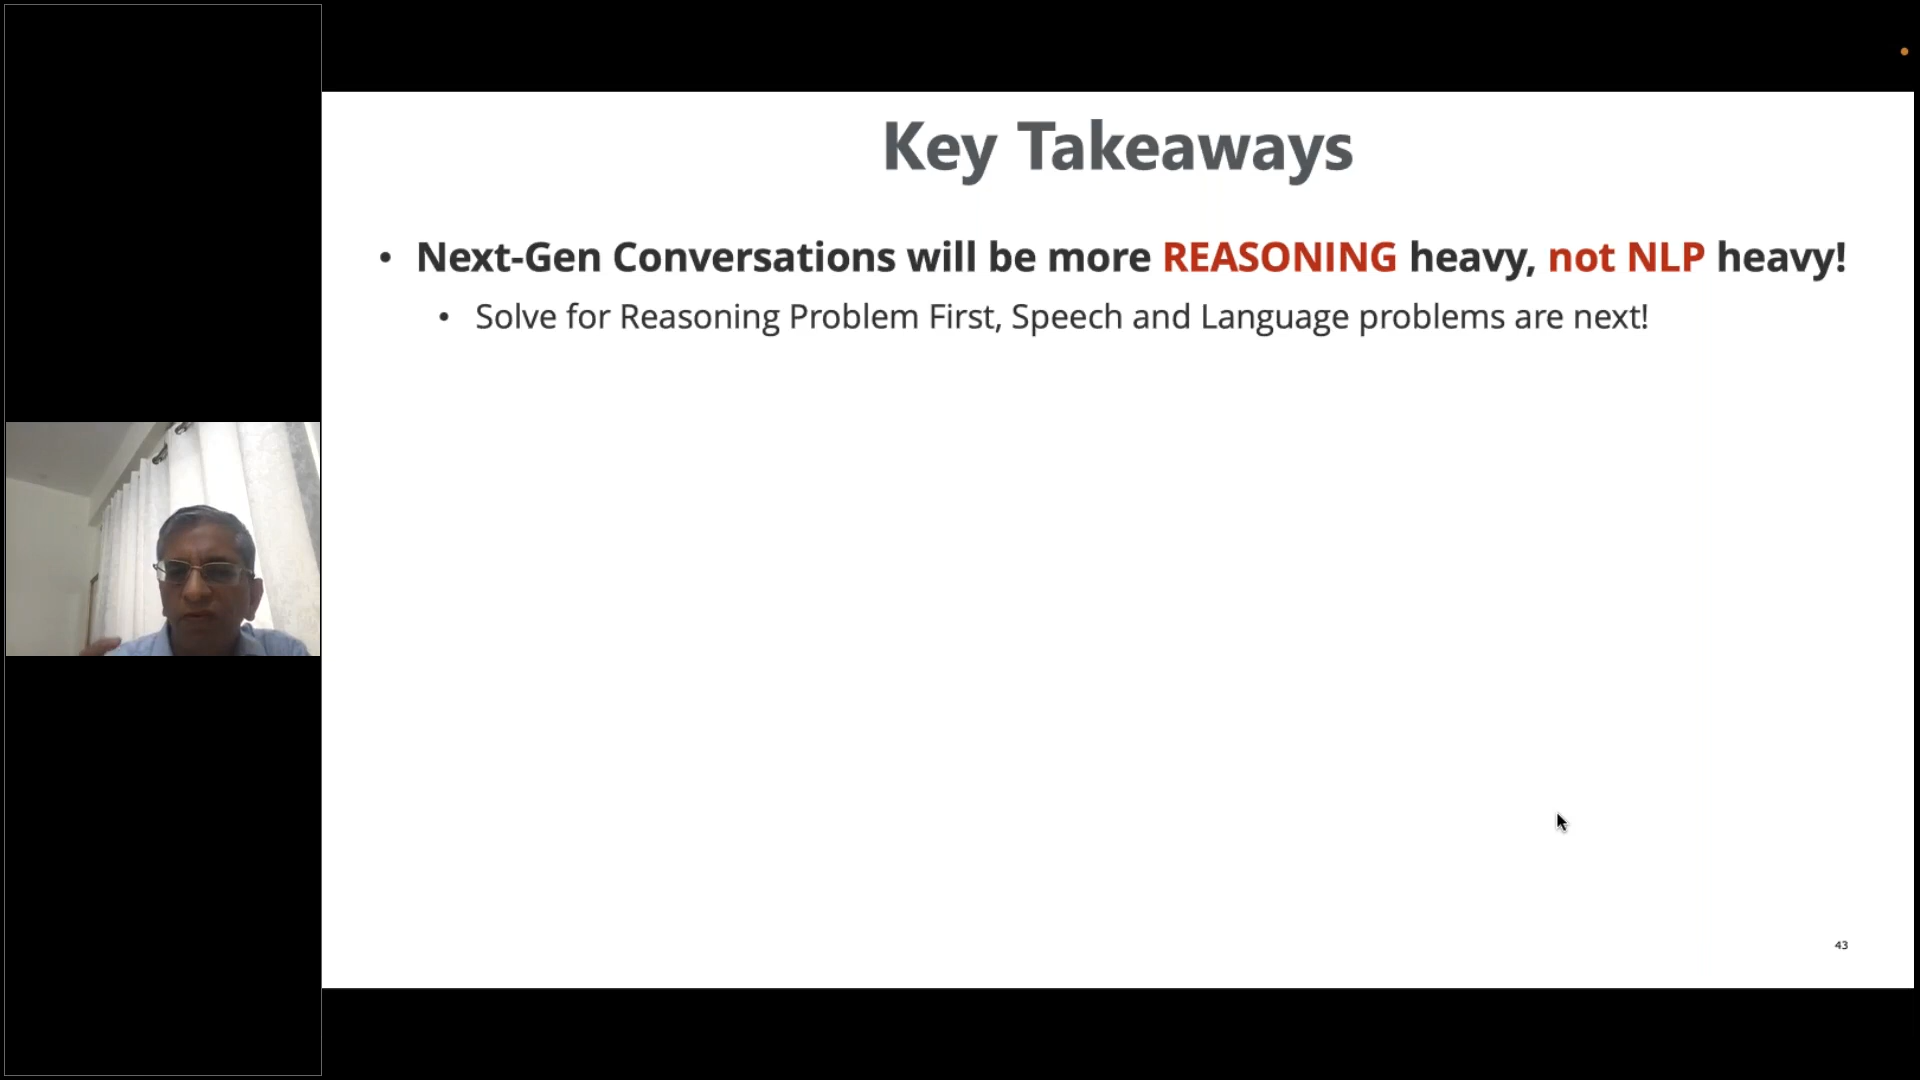 Key Takeaways
• Next-Gen Conversations will be more REASONING heavy, not NLP heavy!
• Solve for Reasoning Problem First, Speech and Language problems are next!
43